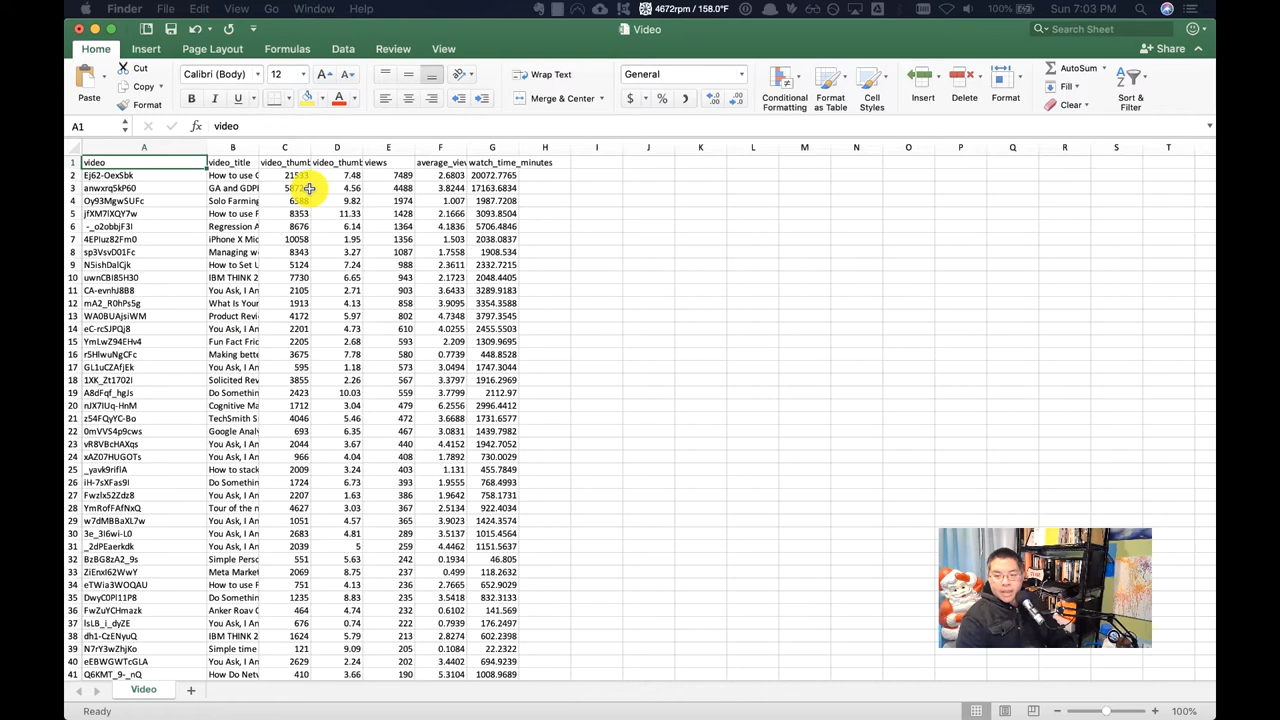 Finder File Edit View Go Window Help 4672rpm / 158.0°F 100% Sun 7:03 PM
Video Search Sheet
Home Insert Page Layout Formulas Data Review View Share
Paste Cut Copy Format Calibri (Body) 12 Wrap Text Merge & Center General Conditional Formatting Format as Table Cell Styles Insert Delete Format AutoSum Fill Clear Sort & Filter
A1 fx video
A B C D E F G H I J K L M N O P Q R S T
1 video video_title video_thumb video_thumb views average_view watch_time_minutes
2 Ej62-OexSbk How to use G 21533 7.48 7489 2.6803 20072.7765
3 anwxrq5kP60 GA and GDPI 4.56 4488 3.8244 17163.6834
4 Oy93MgwSUFc Solo Farming 6588 9.82 1974 1.007 1987.7208
5 jfXM7lXQY7w How to use F 8353 11.33 1428 2.1666 3093.8504
6 -_o2obbjF3I Regression A 8676 6.14 1364 4.1836 5706.4846
7 4EPIuz82Fm0 iPhone X Mic 10058 1.95 1356 1.503 2038.0837
8 sp3VsvD01Fc Managing w 8343 3.27 1087 1.7558 1908.534
9 N5ishDalCjk How to Set U 5124 7.24 988 2.3611 2332.7215
10 uwnCBI85H30 IBM THINK 2 7730 6.65 943 2.1723 2048.4405
11 CA-evnhJ8B8 You Ask, I An 2105 2.71 903 3.6433 3289.9183
12 mA2_R0hPs5g What Is Your 1913 4.13 858 3.9095 3354.3588
13 WA0BUAjsiWM Product Revi 4172 5.97 802 4.7348 3797.3545
14 eC-rcSJPQj8 You Ask, I An 2201 4.73 610 4.0255 2455.5503
15 YmLwZ94EHv4 Fun Fact Fric 2205 2.68 593 2.209 1309.9695
16 r5HlwuNgCFc Making bette 3675 7.78 580 0.7739 448.8528
17 GL1uCZAfjEk You Ask, I An 595 1.18 573 3.0494 1747.3044
18 1XK_Zt1702I Solicited Rev 3855 2.26 567 3.3797 1916.2969
19 A8dFqf_hgJs Do Something 2423 10.03 559 3.7799 2112.97
20 nJX7IUq-HnM Cognitive Ma 1712 3.04 479 6.2556 2996.4412
21 z54FQyYC-Bo TechSmith S 4046 5.46 472 3.6688 1731.6577
22 0mVVS4p9cws Google Analy 693 6.35 467 3.0831 1439.7982
23 vR8VBcHAXqs You Ask, I An 2044 3.67 440 4.4152 1942.7052
24 xAZ07HUGOTs You Ask, I An 966 4.04 408 1.7892 730.0029
25 _yavk9rifIA How to stack 2009 3.24 403 1.131 455.7849
26 iH-7sXFas9I Do Something 1724 6.73 393 1.9555 768.4993
27 Fwzlx52Zdz8 You Ask, I An 2207 1.63 386 1.9642 758.1731
28 YmRofFAfNxQ Tour of the n 4627 3.03 367 2.5134 922.4034
29 w7dMBBaXL7w You Ask, I An 1051 4.57 365 3.9023 1424.3574
30 3e_3I6wi-L0 You Ask, I An 2683 4.81 289 3.5137 1015.4564
31 _2dPEaerkdk You Ask, I An 2039 5 259 4.4462 1151.5637
32 BzBG8zA2_9s Simple Perso 551 5.63 242 0.1934 46.805
33 ZiEnxI62WwY Meta Market 2069 8.75 237 0.499 118.2632
34 eTWia3WOQAU How to use F 751 4.13 236 2.7665 652.9029
35 DwyC0Pl11P8 Do Something 1235 8.83 235 3.5418 832.3133
36 FwZuYCHmazk Anker Roav C 464 4.74 232 0.6102 141.569
37 lsLB_i_dyZE You Ask, I An 676 0.74 222 0.7939 176.2497
38 dh1-CzENyuQ IBM THINK 2 1624 5.79 213 2.8274 602.2398
39 N7rY3wZhjKo Simple time 121 9.09 205 0.1084 22.2322
40 eEBWGWTcGLA You Ask, I An 2629 2.24 202 3.4402 694.9239
41 Q6KMT_9-_nQ How Do Netv 410 3.66 190 5.3104 1008.9689
Video
Ready 100%